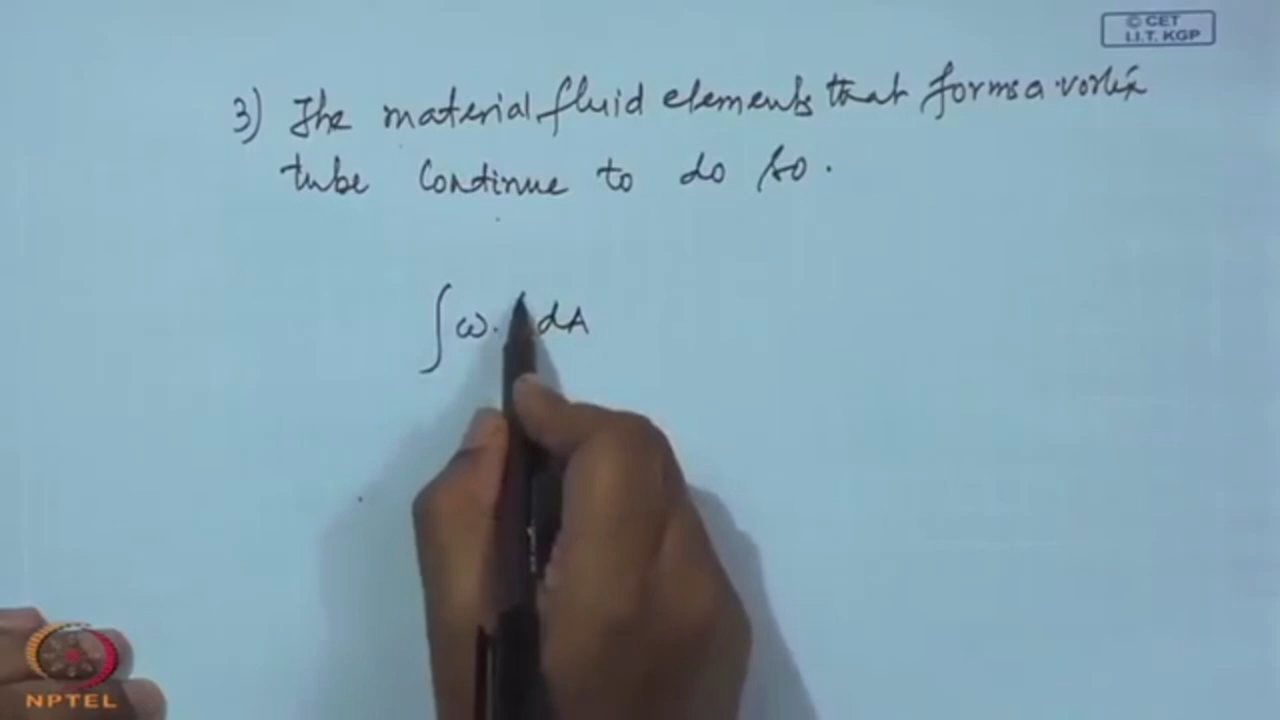 © CET
I.I.T. KGP
3) The material fluid elements that forms a vortex
tube continue to do so.
∫ω. dA
NPTEL